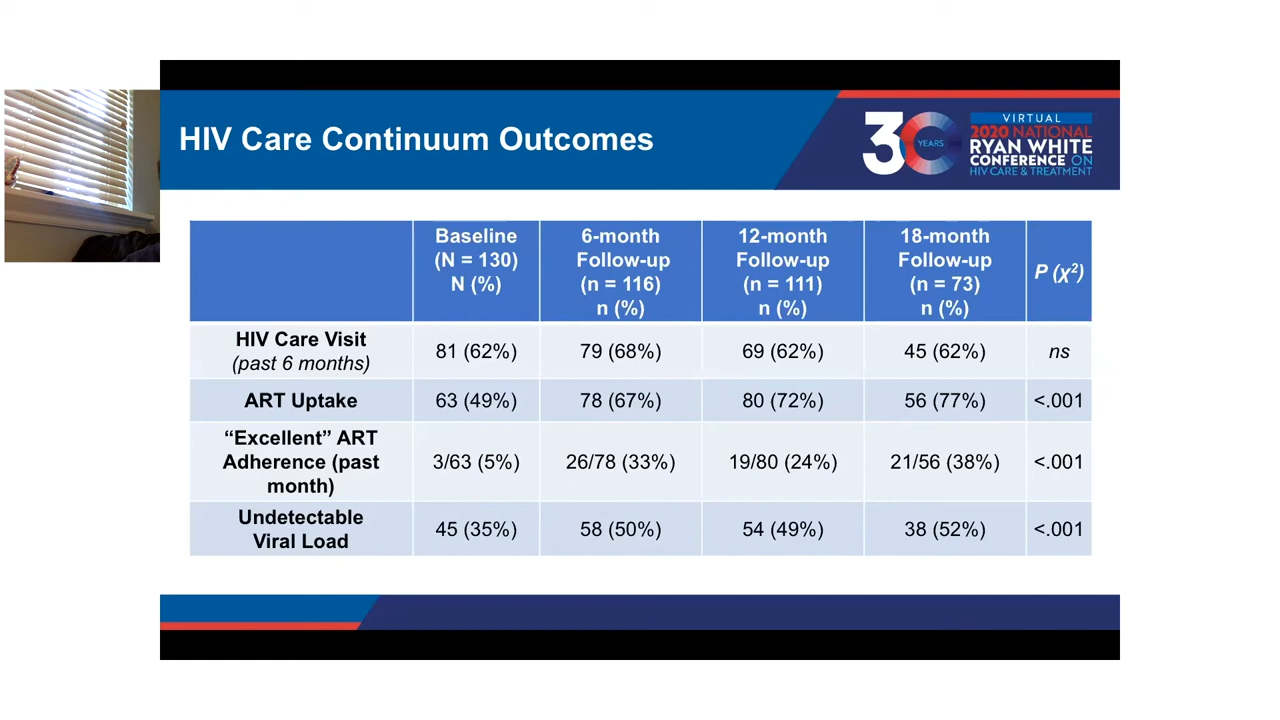 HIV Care Continuum Outcomes
30 YEARS
VIRTUAL
2020 NATIONAL
RYAN WHITE
CONFERENCE ON
HIV CARE & TREATMENT
Baseline (N = 130) N (%)
6-month Follow-up (n = 116) n (%)
12-month Follow-up (n = 111) n (%)
18-month Follow-up (n = 73) n (%)
P (χ²)
HIV Care Visit (past 6 months) 81 (62%) 79 (68%) 69 (62%) 45 (62%) ns
ART Uptake 63 (49%) 78 (67%) 80 (72%) 56 (77%) <.001
“Excellent” ART Adherence (past month) 3/63 (5%) 26/78 (33%) 19/80 (24%) 21/56 (38%) <.001
Undetectable Viral Load 45 (35%) 58 (50%) 54 (49%) 38 (52%) <.001